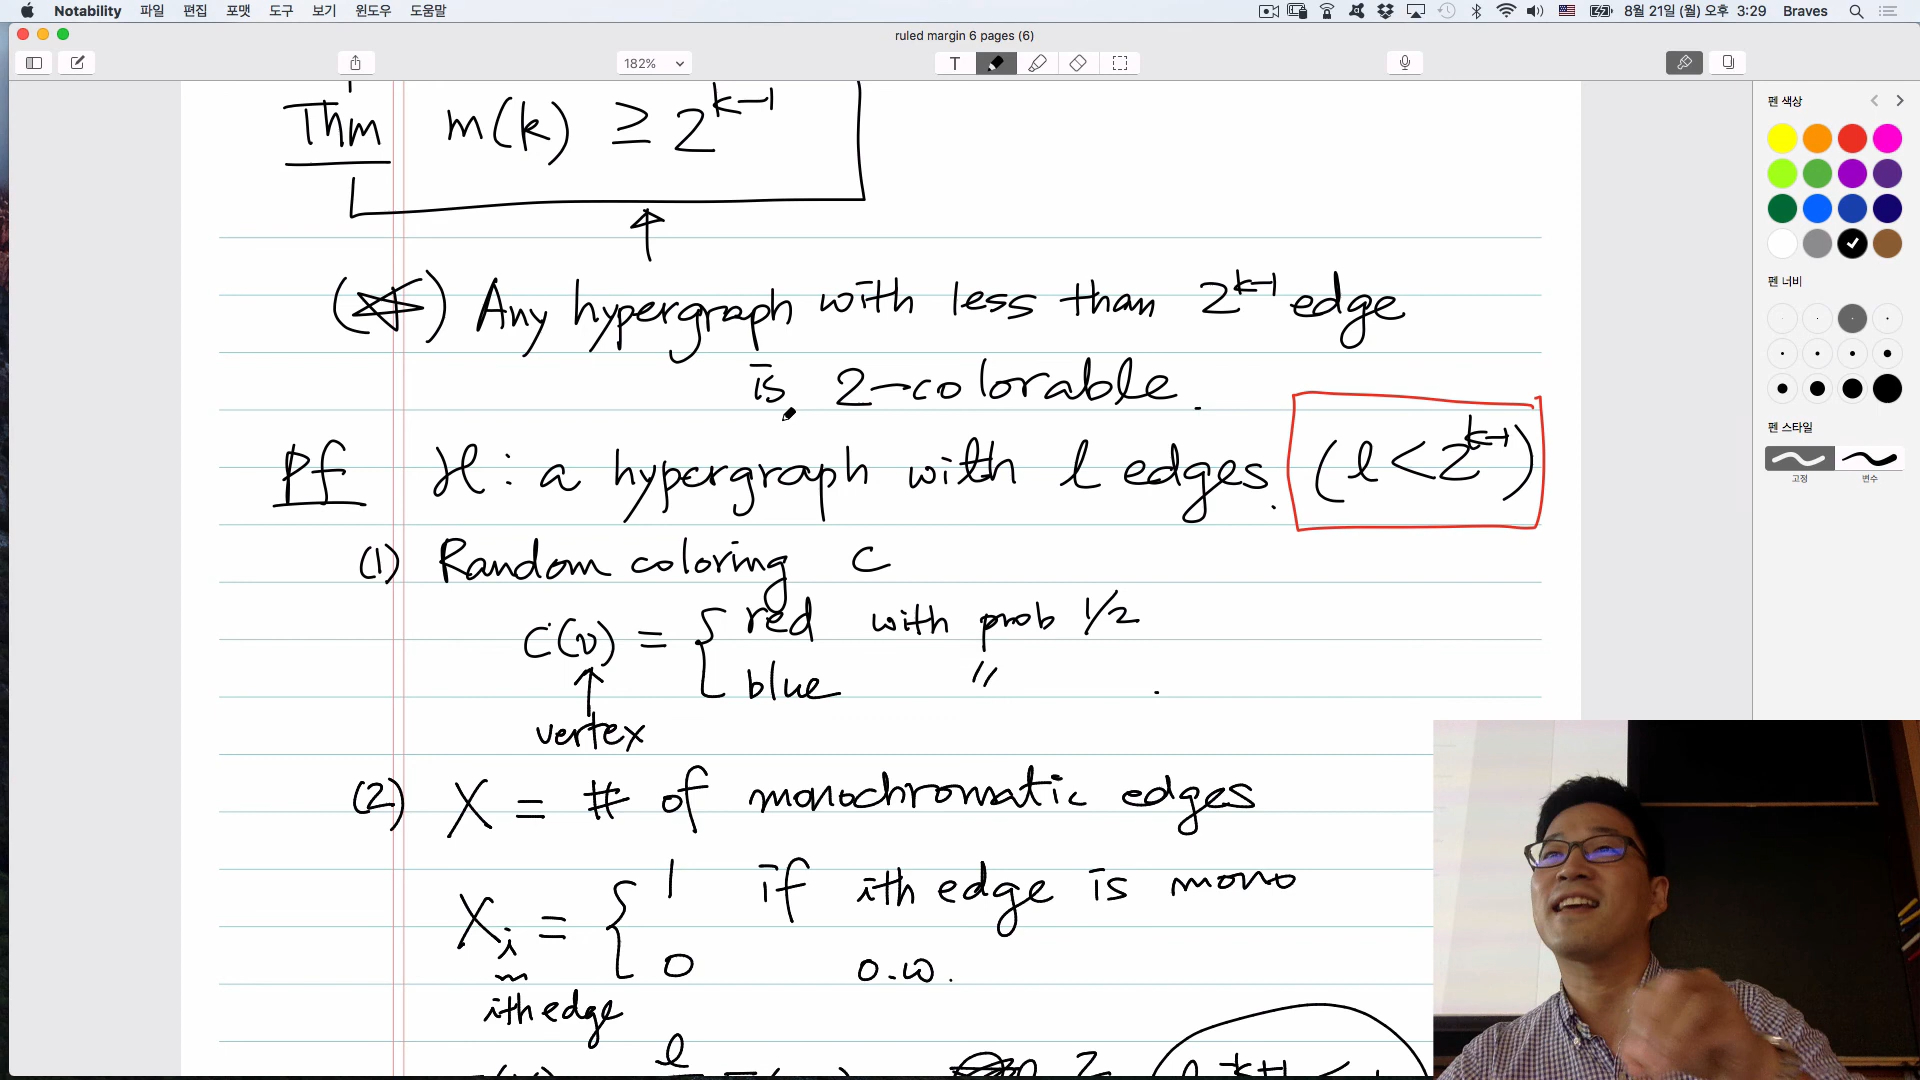 Notability 파일 편집 포맷 도구 보기 윈도우 도움말 8월 21일 (월) 오후 3:29 Braves
ruled margin 6 pages (6)
182% T
Thm m(k) ≥ 2^{k-1}
(☆) Any hypergraph with less than 2^{k-1} edge
is 2-colorable.
Pf H : a hypergraph with l edges. (l < 2^{k-1})
(1) Random coloring C
C(v) = { red with prob 1/2
blue 〃 .
vertex
(2) X = # of monochromatic edges
X_i = { 1 if ith edge is mono
0 o.w.
ith edge
펜 색상
펜 너비
펜 스타일
고정 변수